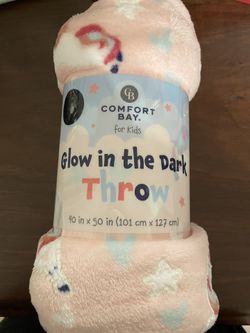 CB
COMFORT
BAY.
for Kids
Glow in the Dark
Throw
40 in x 50 in (101 cm x 127 cm)